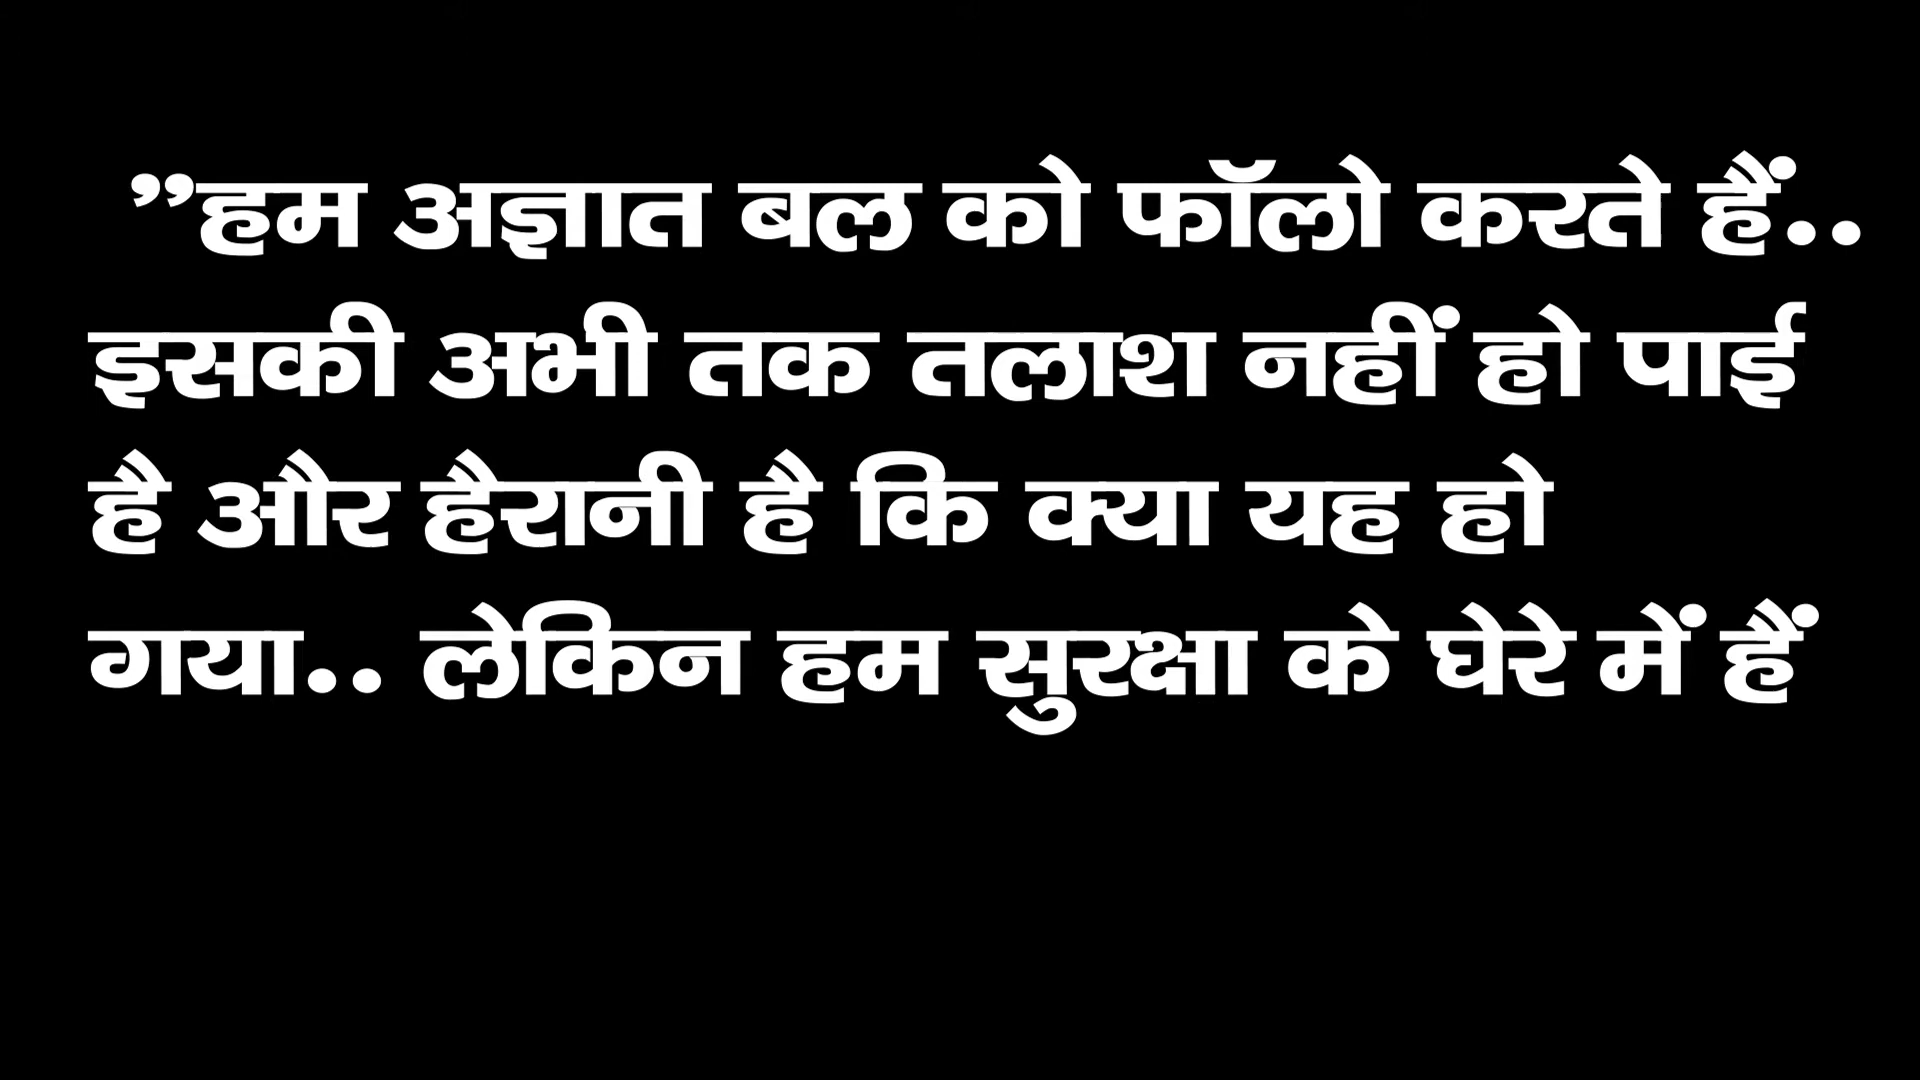 ”हम अज्ञात बल को फॉलो करते हैं..
इसकी अभी तक तलाश नहीं हो पाई
है और हैरानी है कि क्या यह हो
गया.. लेकिन हम सुरक्षा के घेरे में हैं